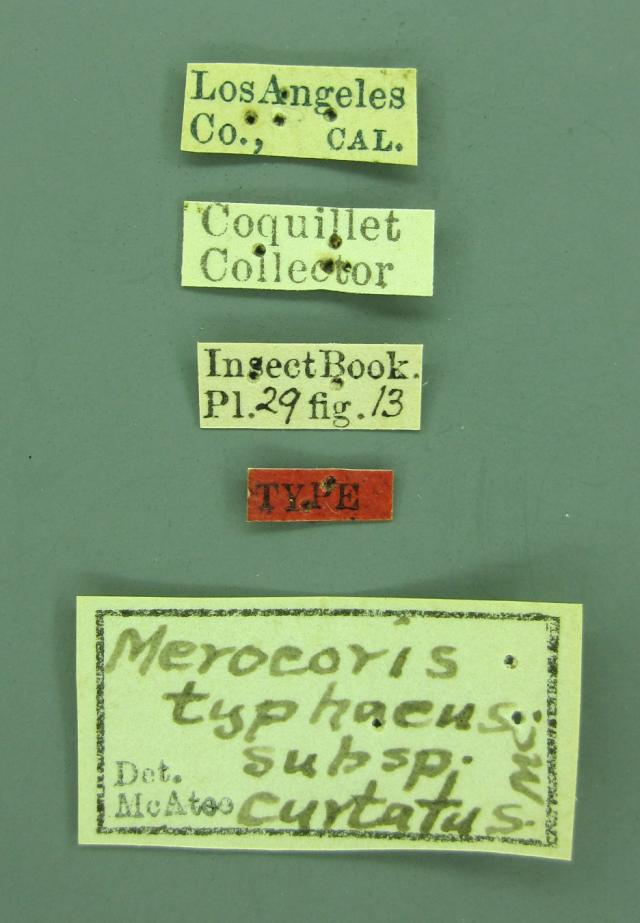 Los Angeles
Co., CAL.
Coquillet
Collector
Insect Book.
Pl. 29 fig. 13
TYPE
Merocoris
typhaeus
subsp.
curtatus
Mc.
Det.
McAtee